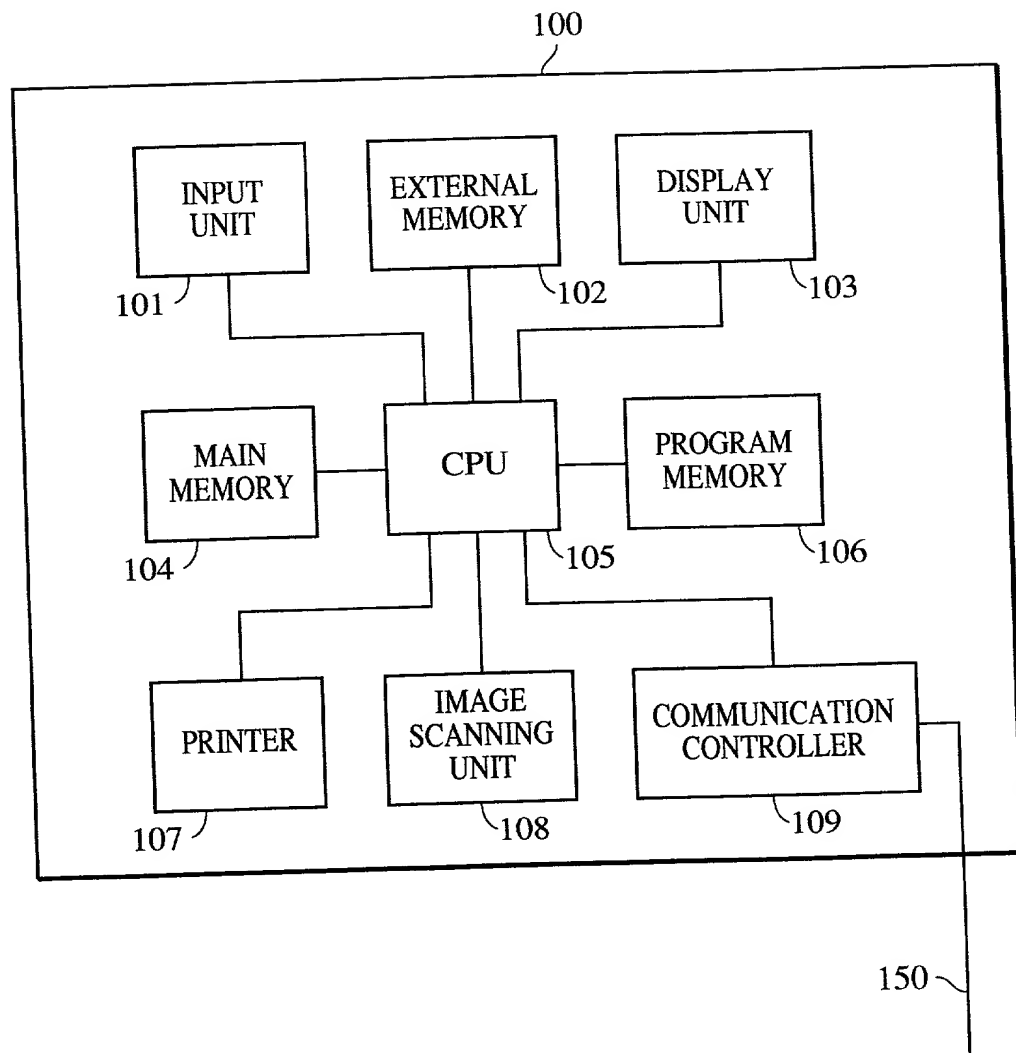 100
INPUT
UNIT
101
EXTERNAL
MEMORY
102
DISPLAY
UNIT
103
MAIN
MEMORY
104
CPU
105
PROGRAM
MEMORY
106
PRINTER
107
IMAGE
SCANNING
UNIT
108
COMMUNICATION
CONTROLLER
109
150